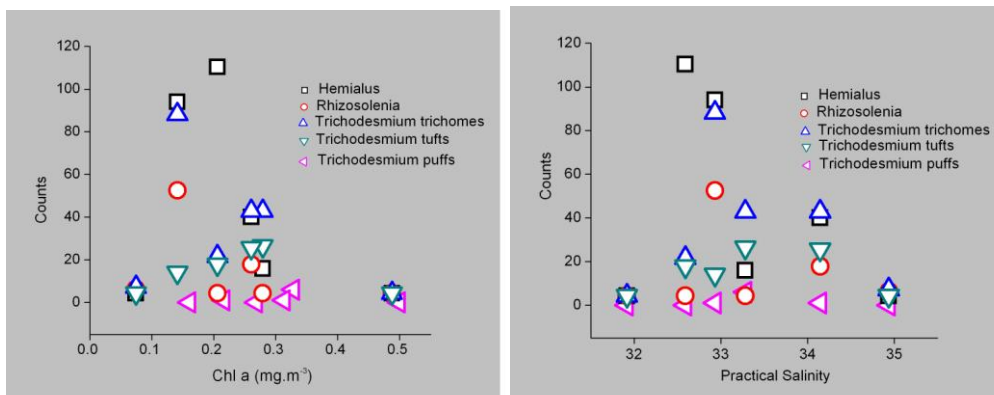 120
100
80
60
40
20
0
Counts
Hemialus
Rhizosolenia
Trichodesmium trichomes
Trichodesmium tufts
Trichodesmium puffs
0.0 0.1 0.2 0.3 0.4 0.5
Chl a (mg.m-3)
120
100
80
60
40
20
0
Counts
Hemialus
Rhizosolenia
Trichodesmium trichomes
Trichodesmium tufts
Trichodesmium puffs
32 33 34 35
Practical Salinity